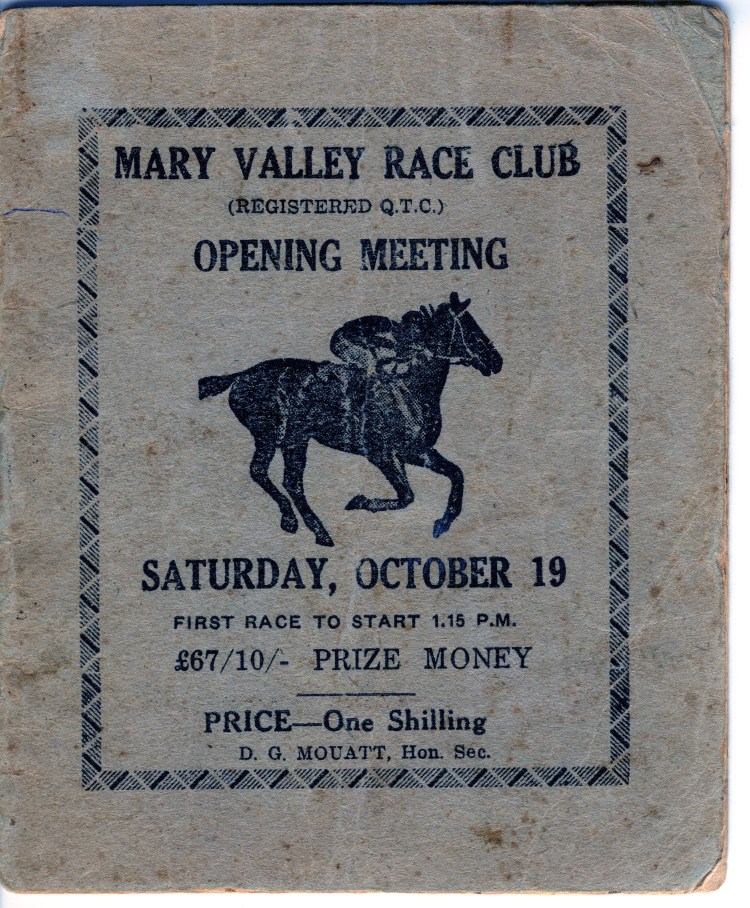 MARY VALLEY RACE CLUB
(REGISTERED Q.T.C.)
OPENING MEETING
SATURDAY, OCTOBER 19
FIRST RACE TO START 1.15 P.M.
£67/10/- PRIZE MONEY
PRICE—One Shilling
D. G. MOUATT, Hon. Sec.